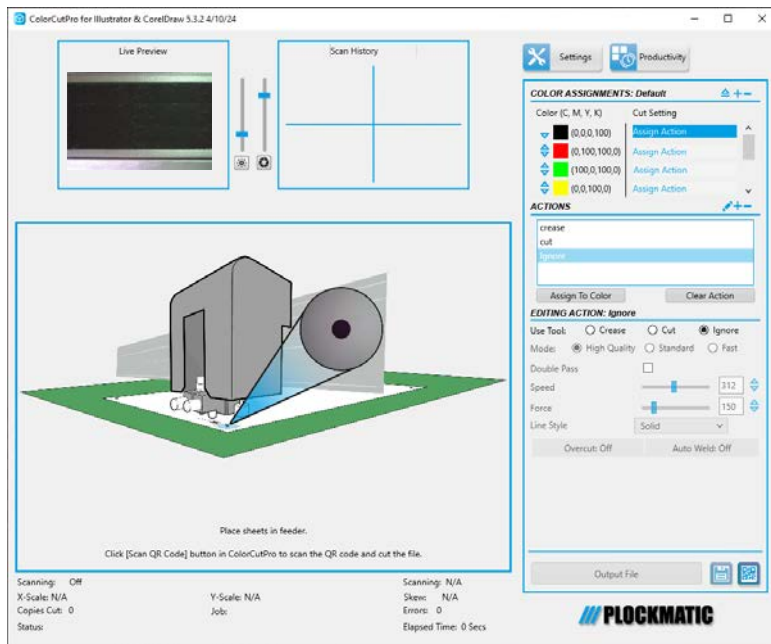 ColorCutPro for Illustrator & CorelDraw 5.3.2 4/10/24
Live Preview
Scan History
Settings
Productivity
COLOR ASSIGNMENTS: Default
Color (C, M, Y, K) Cut Setting
(0,0,0,100) Assign Action
(0,100,100,0) Assign Action
(100,0,100,0) Assign Action
(0,0,100,0) Assign Action
ACTIONS
crease
cut
Ignore
Assign To Color Clear Action
EDITING ACTION: Ignore
Use Tool: Crease Cut Ignore
Mode: High Quality Standard Fast
Double Pass
Speed 312
Force 150
Line Style Solid
Overcut: Off Auto Weld: Off
Output File
Place sheets in feeder.
Click [Scan QR Code] button in ColorCutPro to scan the QR code and cut the file.
Scanning: Off Scanning: N/A
X-Scale: N/A Y-Scale: N/A Skew: N/A
Copies Cut: 0 Job: Errors: 0
Status: Elapsed Time: 0 Secs
PLOCKMATIC